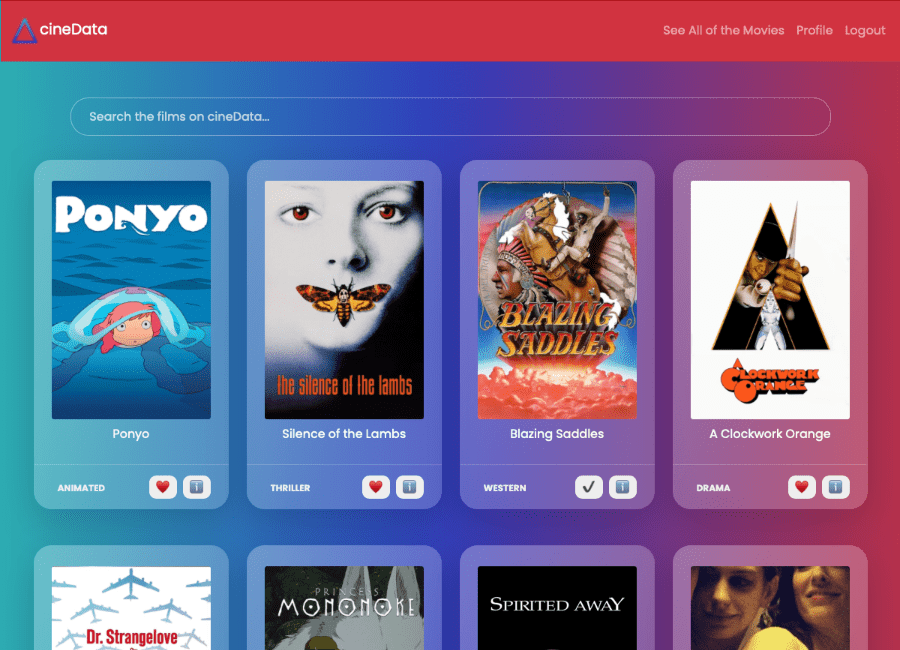 cineData
See All of the Movies Profile Logout
Search the films on cineData...
PONYO
the silence of the lambs
BLAZING
SADDLES
A CLOCKWORK
ORANGE
Ponyo
Silence of the Lambs
Blazing Saddles
A Clockwork Orange
ANIMATED
THRILLER
WESTERN
DRAMA
Dr. Strangelove
PRINCESS
MONONOKE
SPIRITED AWAY